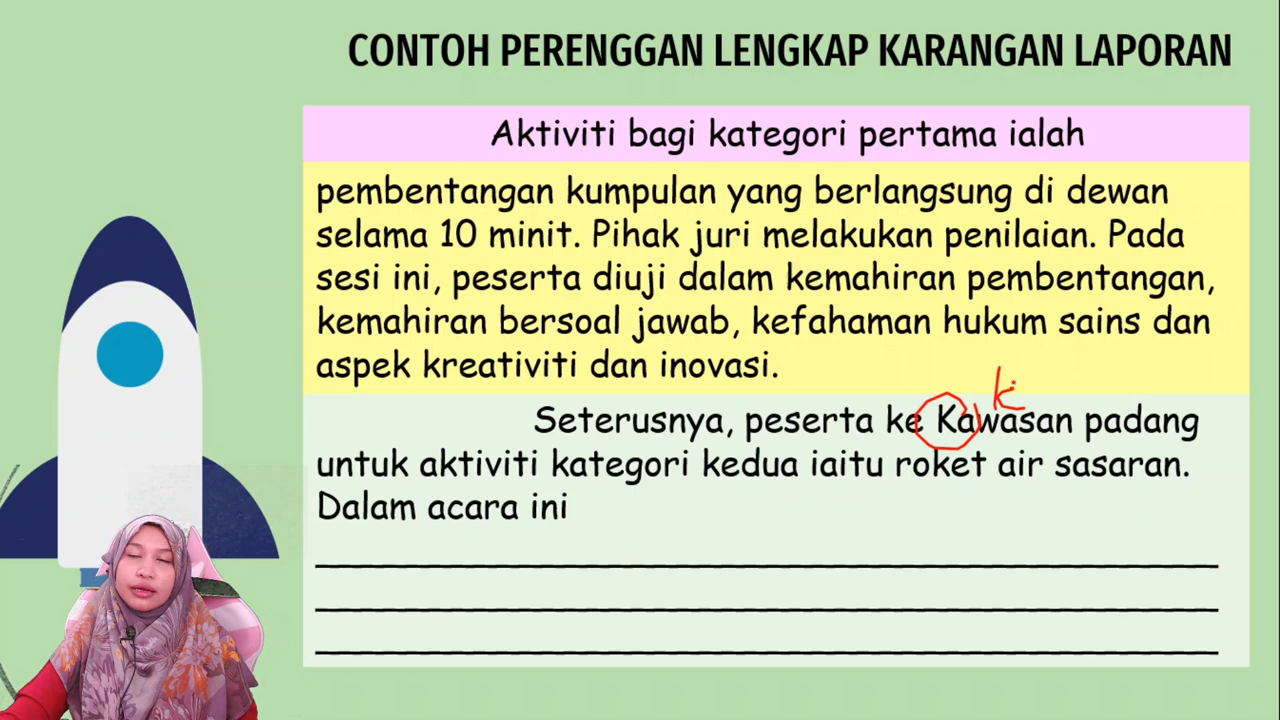 CONTOH PERENGGAN LENGKAP KARANGAN LAPORAN
Aktiviti bagi kategori pertama ialah
pembentangan kumpulan yang berlangsung di dewan
selama 10 minit. Pihak juri melakukan penilaian. Pada
sesi ini, peserta diuji dalam kemahiran pembentangan,
kemahiran bersoal jawab, kefahaman hukum sains dan
aspek kreativiti dan inovasi.
k
Seterusnya, peserta ke Kawasan padang
untuk aktiviti kategori kedua iaitu roket air sasaran.
Dalam acara ini